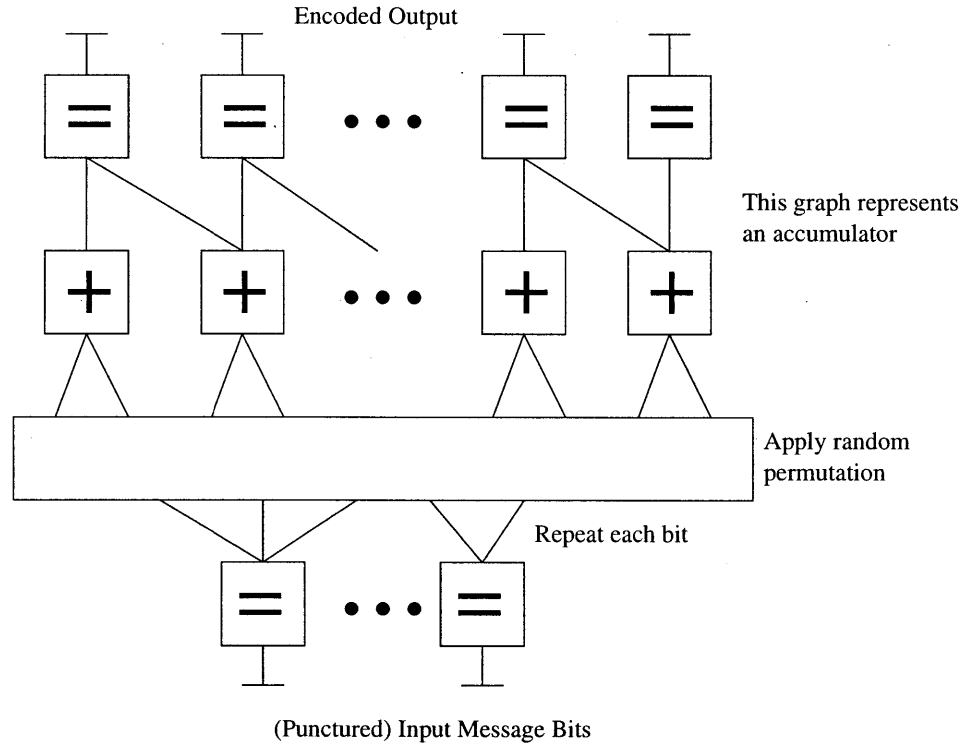 Encoded Output
= = = =
This graph represents
an accumulator
+ + + +
Apply random
permutation
Repeat each bit
= =
(Punctured) Input Message Bits